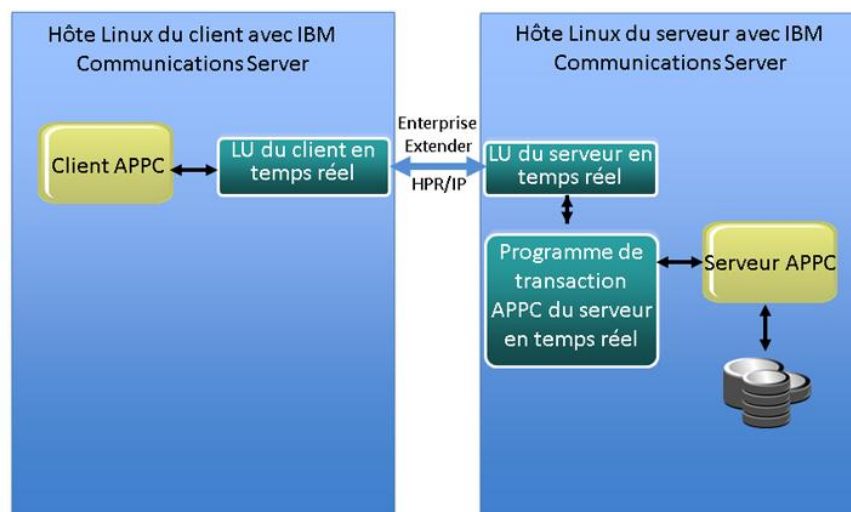 Hôte Linux du client avec IBM
Communications Server
Client APPC
LU du client en
temps réel
Enterprise
Extender
HPR/IP
Hôte Linux du serveur avec IBM
Communications Server
LU du serveur en
temps réel
Programme de
transaction
APPC du serveur
en temps réel
Serveur APPC